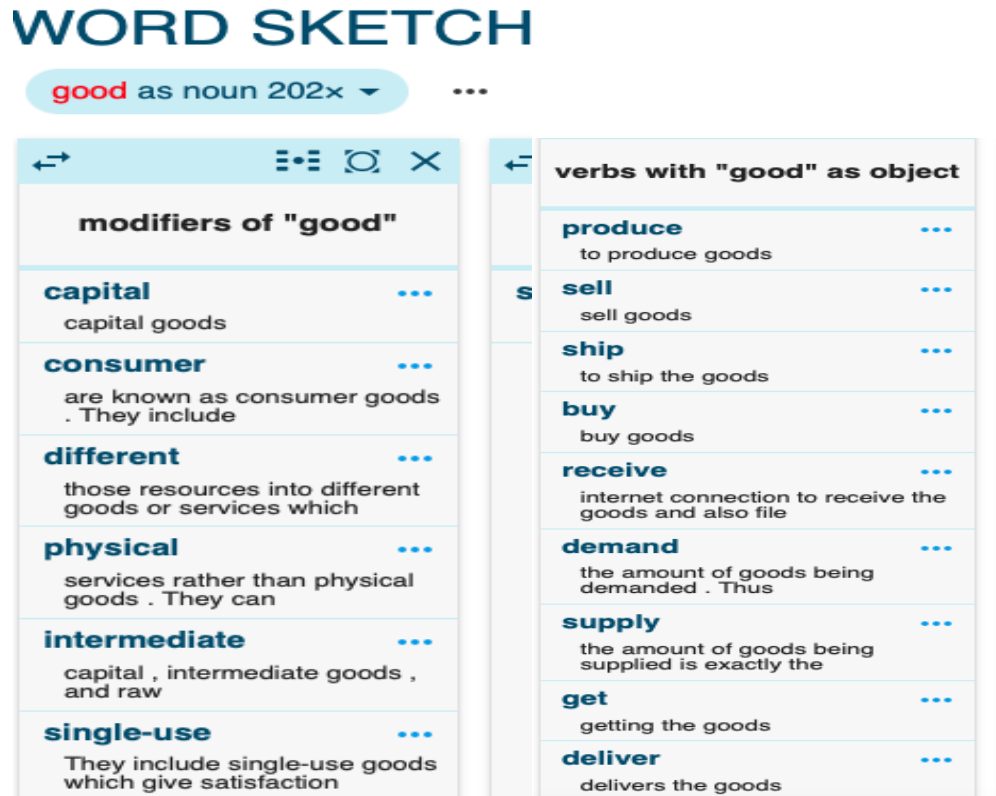 WORD SKETCH
good as noun 202×
modifiers of "good"
capital
capital goods
consumer
are known as consumer goods
. They include
different
those resources into different
goods or services which
physical
services rather than physical
goods . They can
intermediate
capital , intermediate goods ,
and raw
single-use
They include single-use goods
which give satisfaction
s
verbs with "good" as object
produce
to produce goods
sell
sell goods
ship
to ship the goods
buy
buy goods
receive
internet connection to receive the
goods and also file
demand
the amount of goods being
demanded . Thus
supply
the amount of goods being
supplied is exactly the
get
getting the goods
deliver
delivers the goods